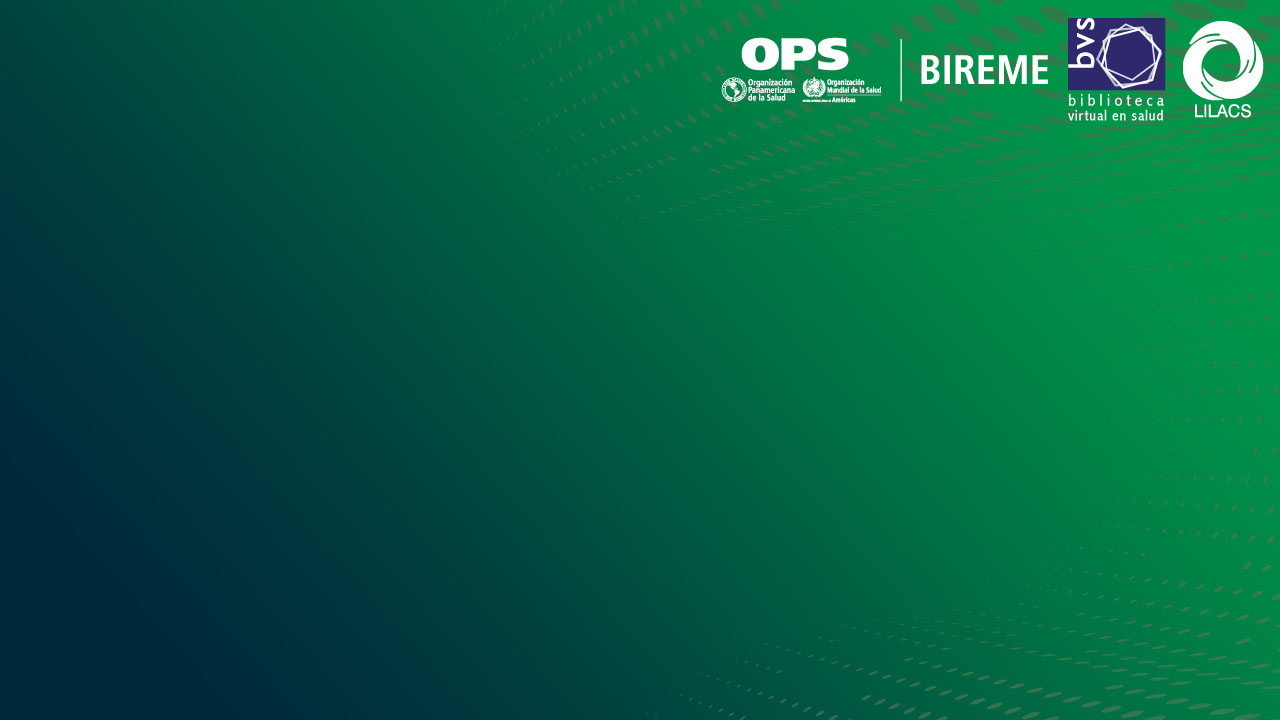 OPS
Organización
Panamericana
de la Salud
Organización
Mundial de la Salud
Américas
BIREME
bvs
biblioteca
virtual en salud
LILACS